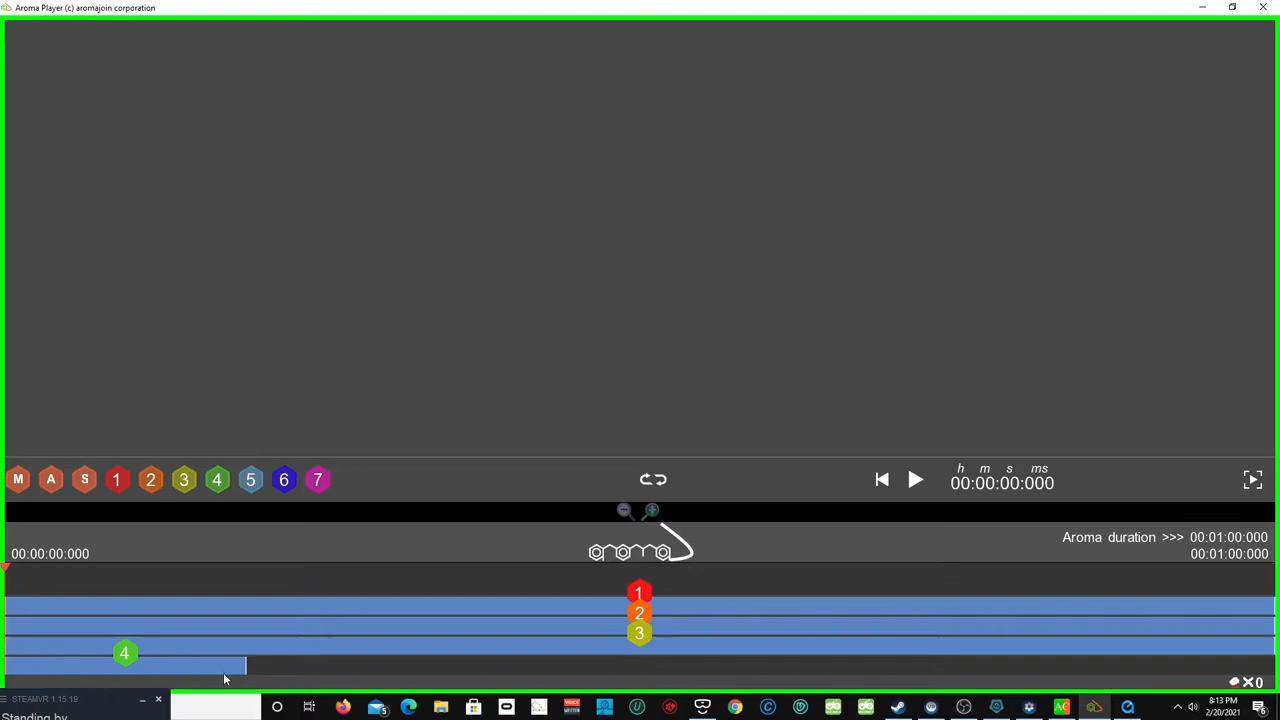 Aroma Player (c) aromajoin corporation
M A S 1 2 3 4 5 6 7
h m s ms
00:00:00:000
Aroma duration >>> 00:01:00:000
00:00:00:000
00:01:00:000
1
2
3
4
×0
STEAMVR 1.15.19
Standing by
8:13 PM
2/20/2021